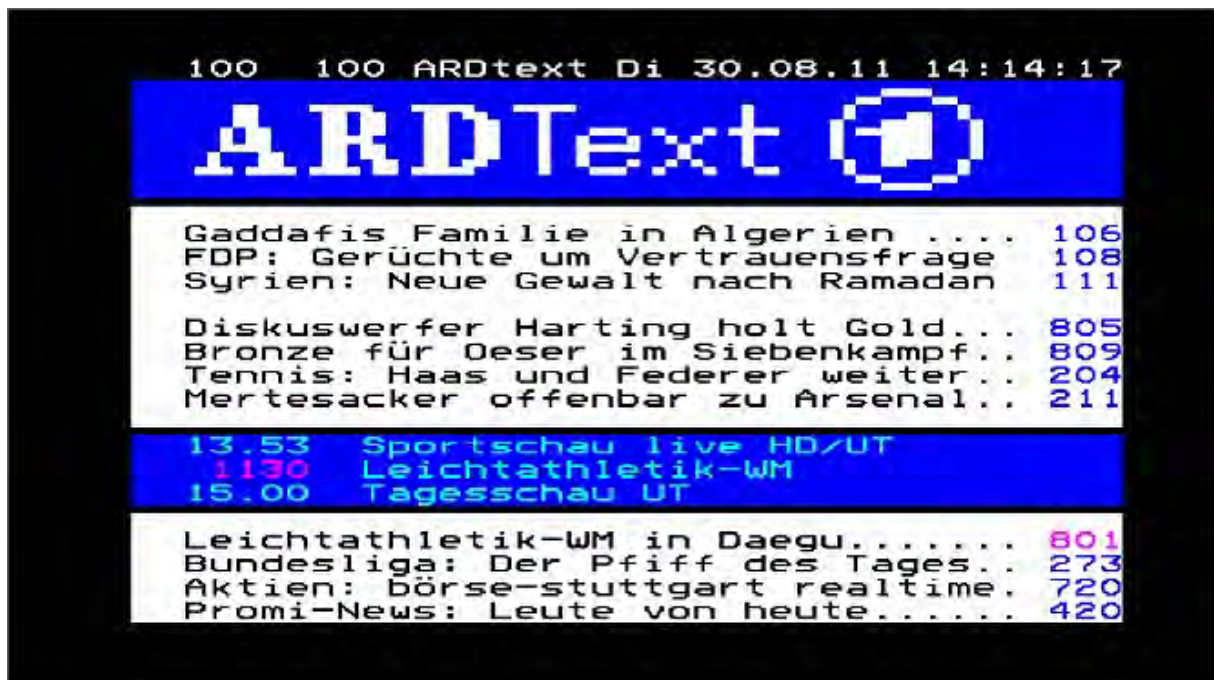 100 100 ARDtext Di 30.08.11 14:14:17
ARDText
Gaddafis Familie in Algerien .... 106
FDP: Gerüchte um Vertrauensfrage 108
Syrien: Neue Gewalt nach Ramadan 111
Diskuswerfer Harting holt Gold... 805
Bronze für Oeser im Siebenkampf.. 809
Tennis: Haas und Federer weiter.. 204
Mertesacker offenbar zu Arsenal.. 211
13.53 Sportschau live HD/UT
1130 Leichtathletik-WM
15.00 Tagesschau UT
Leichtathletik-WM in Daegu....... 801
Bundesliga: Der Pfiff des Tages.. 273
Aktien: börse-stuttgart realtime. 720
Promi-News: Leute von heute...... 420